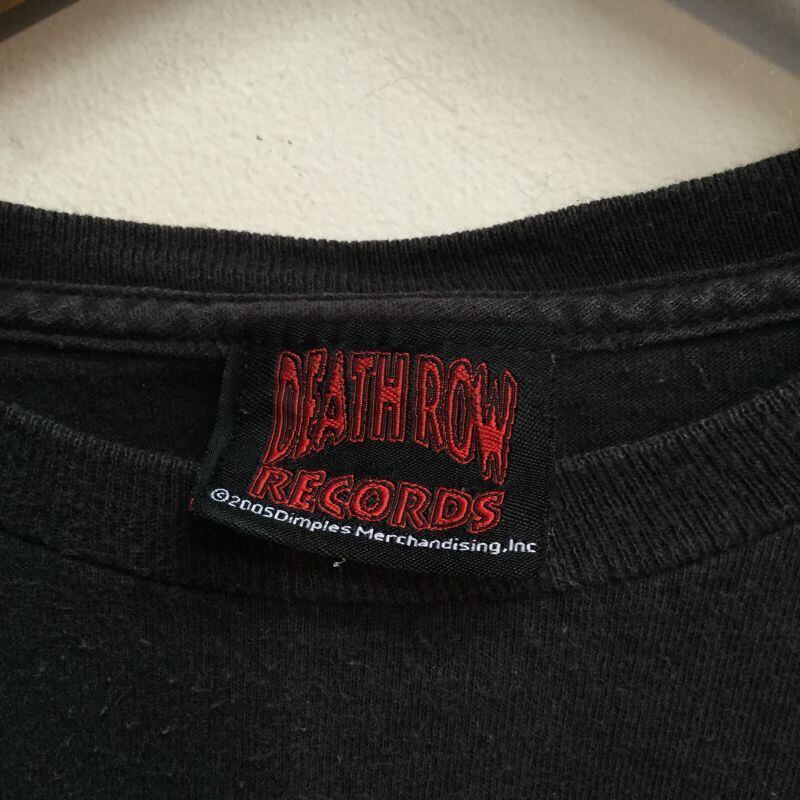 DEATH ROW
RECORDS
©2005Dimples Merchandising,Inc